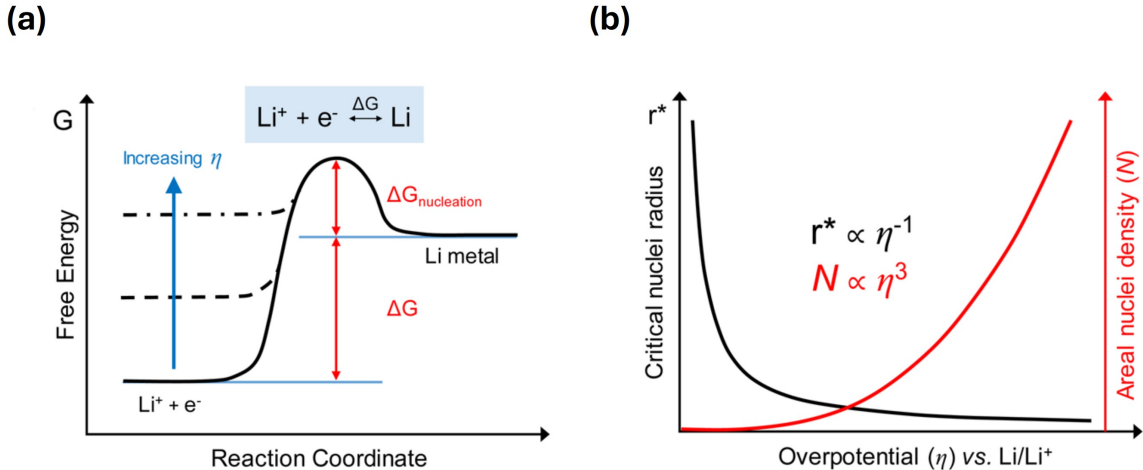 (a)
G
Free Energy
Li⁺ + e⁻ ΔG ⟷ Li
Increasing η
ΔGnucleation
Li metal
ΔG
Li⁺ + e⁻
Reaction Coordinate
(b)
r*
Critical nuclei radius
r* ∝ η⁻¹
N ∝ η³
Areal nuclei density (N)
Overpotential (η) vs. Li/Li⁺